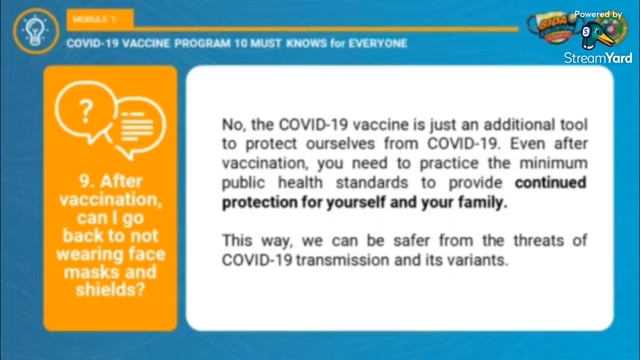 MODULE 1:
COVID-19 VACCINE PROGRAM 10 MUST KNOWS for EVERYONE
Powered by
StreamYard
?
9. After
vaccination,
can I go
back to not
wearing face
masks and
shields?
No, the COVID-19 vaccine is just an additional tool
to protect ourselves from COVID-19. Even after
vaccination, you need to practice the minimum
public health standards to provide continued
protection for yourself and your family.
This way, we can be safer from the threats of
COVID-19 transmission and its variants.